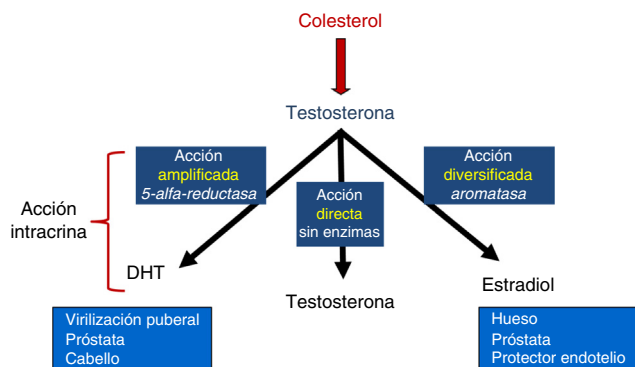 Colesterol
Testosterona
Acción
amplificada
5-alfa-reductasa
Acción
directa
sin enzimas
Acción
diversificada
aromatasa
Acción
intracrina
DHT
Testosterona
Estradiol
Virilización puberal
Próstata
Cabello
Hueso
Próstata
Protector endotelio